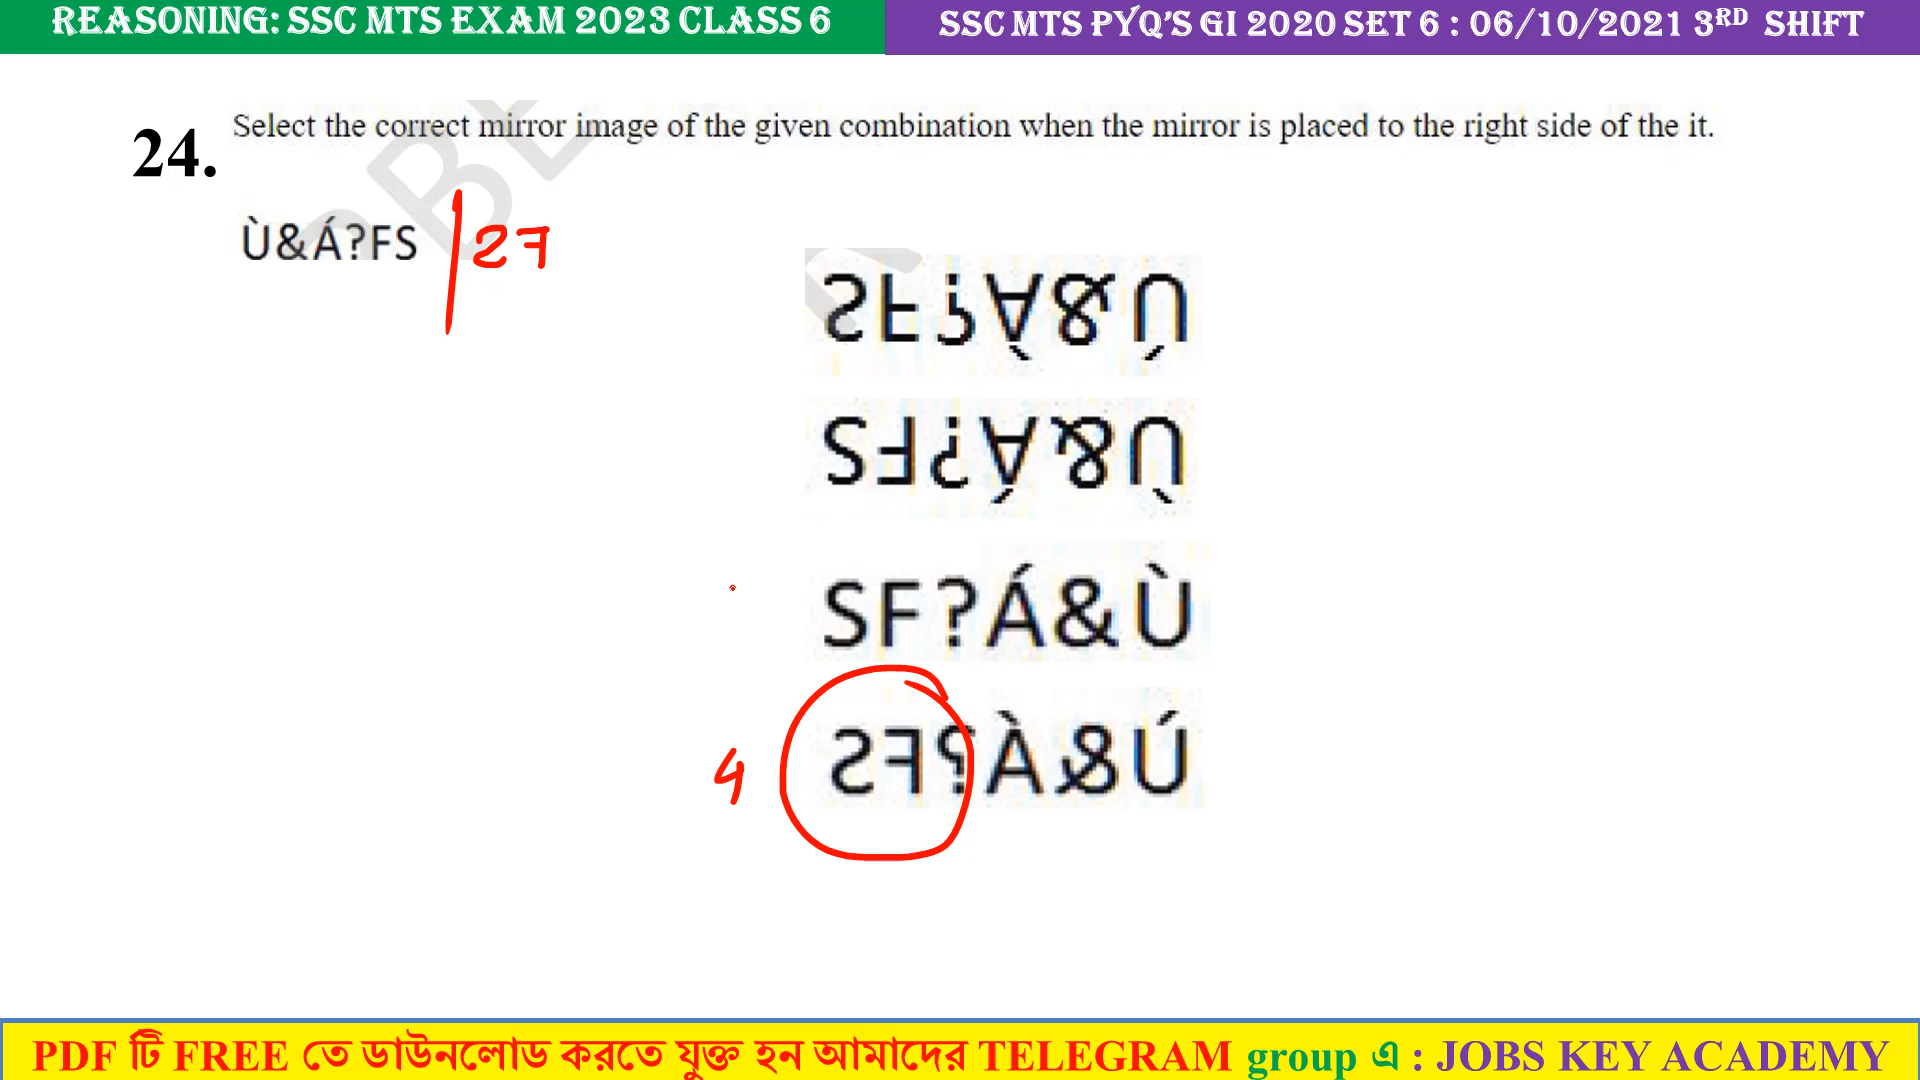 REASONING: SSC MTS EXAM 2023 CLASS 6
SSC MTS PYQ'S GI 2020 SET 6 : 06/10/2021 3RD SHIFT
24. Select the correct mirror image of the given combination when the mirror is placed to the right side of the it.
Ù&Á?FS
SF?Á&Ù
4
PDF টি FREE তে ডাউনলোড করতে যুক্ত হন আমাদের TELEGRAM group এ : JOBS KEY ACADEMY